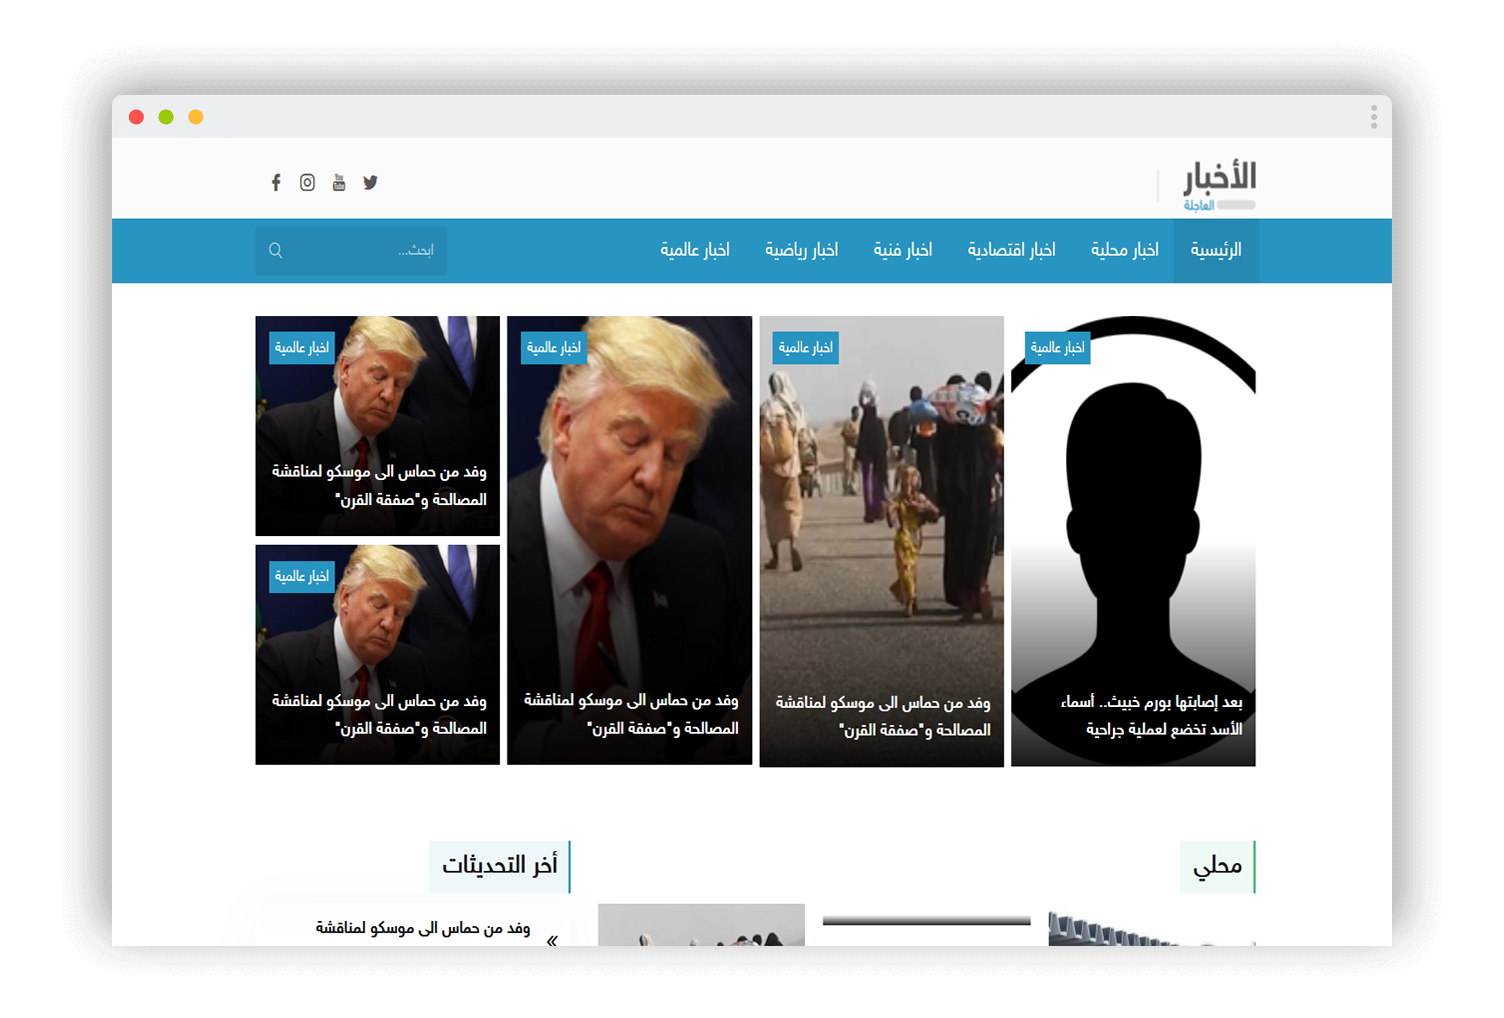 الأخبار
العاجلة
You
Tube
الرئيسية
اخبار محلية
اخبار اقتصادية
اخبار فنية
اخبار رياضية
اخبار عالمية
ابحث...
اخبار عالمية
بعد إصابتها بورم خبيث.. أسماء
الأسد تخضع لعملية جراحية
اخبار عالمية
وفد من حماس الى موسكو لمناقشة
المصالحة و"صفقة القرن"
اخبار عالمية
وفد من حماس الى موسكو لمناقشة
المصالحة و"صفقة القرن"
اخبار عالمية
وفد من حماس الى موسكو لمناقشة
المصالحة و"صفقة القرن"
اخبار عالمية
وفد من حماس الى موسكو لمناقشة
المصالحة و"صفقة القرن"
محلي
أخر التحديثات
وفد من حماس الى موسكو لمناقشة